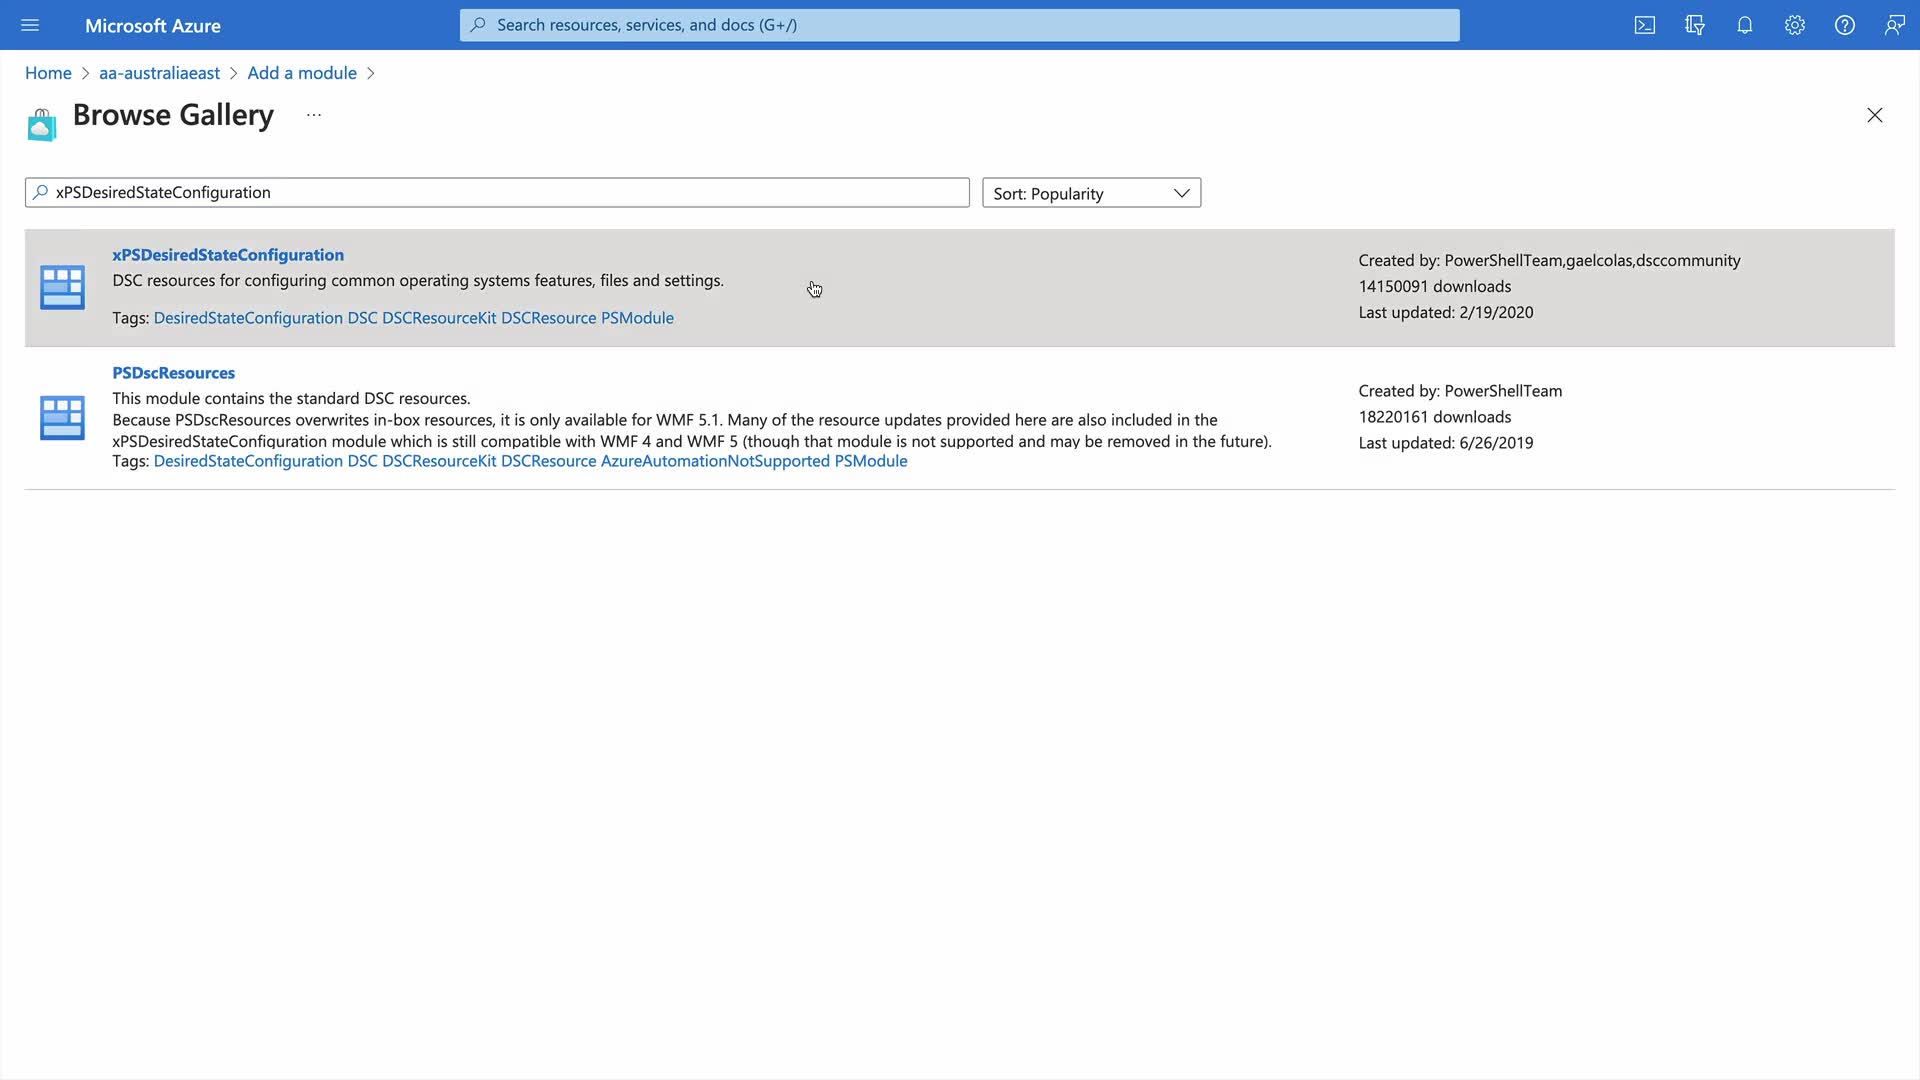 Microsoft Azure
Search resources, services, and docs (G+/)
Home > aa-australiaeast > Add a module >
Browse Gallery ...
xPSDesiredStateConfiguration
Sort: Popularity
xPSDesiredStateConfiguration
DSC resources for configuring common operating systems features, files and settings.
Tags: DesiredStateConfiguration DSC DSCResourceKit DSCResource PSModule
Created by: PowerShellTeam,gaelcolas,dsccommunity
14150091 downloads
Last updated: 2/19/2020
PSDscResources
This module contains the standard DSC resources.
Because PSDscResources overwrites in-box resources, it is only available for WMF 5.1. Many of the resource updates provided here are also included in the
xPSDesiredStateConfiguration module which is still compatible with WMF 4 and WMF 5 (though that module is not supported and may be removed in the future).
Tags: DesiredStateConfiguration DSC DSCResourceKit DSCResource AzureAutomationNotSupported PSModule
Created by: PowerShellTeam
18220161 downloads
Last updated: 6/26/2019